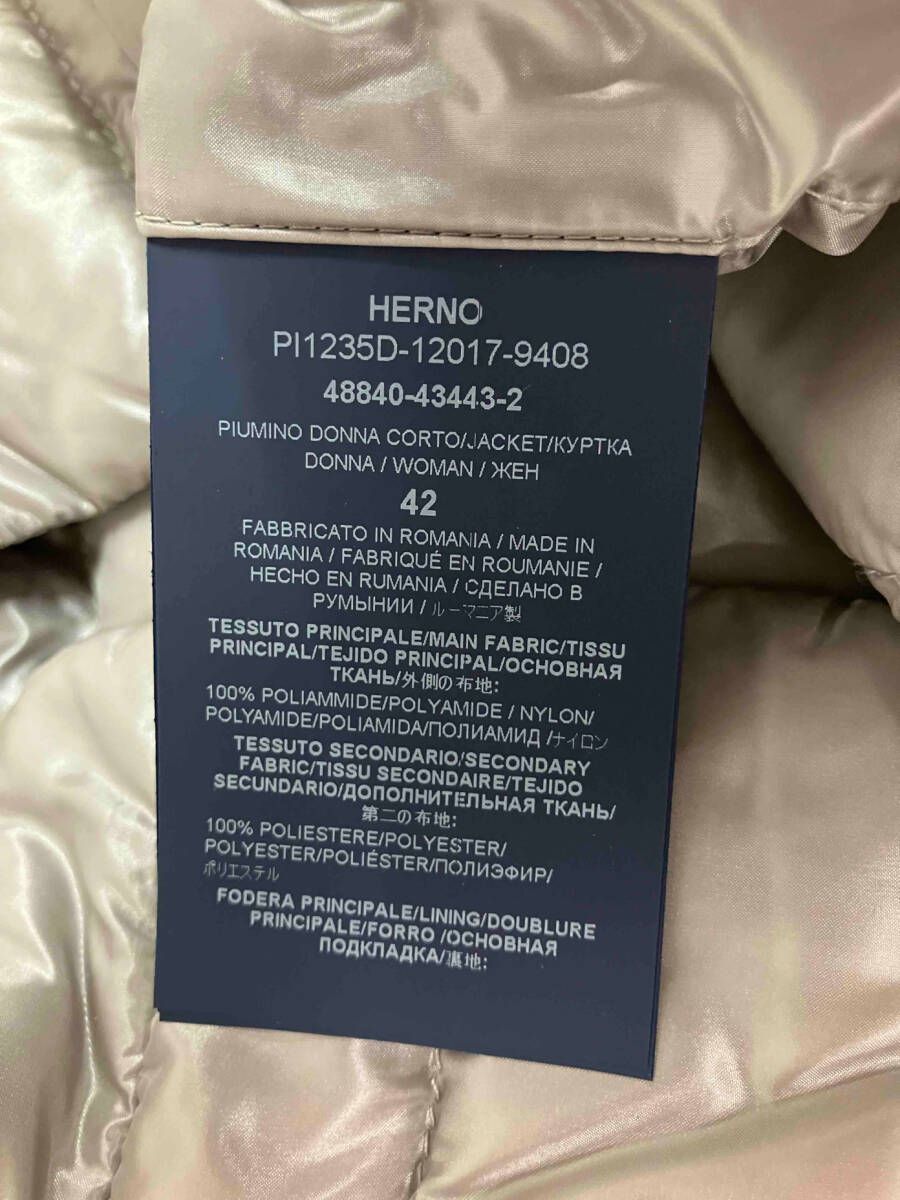 HERNO
PI1235D-12017-9408
48840-43443-2
PIUMINO DONNA CORTO/JACKET/КУРТКА
DONNA / WOMAN / ЖЕН
42
FABBRICATO IN ROMANIA / MADE IN
ROMANIA / FABRIQUÉ EN ROUMANIE /
HECHO EN RUMANIA / СДЕЛАНО В
РУМЫНИИ / ルーマニア製
TESSUTO PRINCIPALE/MAIN FABRIC/TISSU
PRINCIPAL/TEJIDO PRINCIPAL/ОСНОВНАЯ
ТКАНЬ/外側の布地:
100% POLIAMMIDE/POLYAMIDE / NYLON/
POLYAMIDE/POLIAMIDA/ПОЛИАМИД /ナイロン
TESSUTO SECONDARIO/SECONDARY
FABRIC/TISSU SECONDAIRE/TEJIDO
SECUNDARIO/ДОПОЛНИТЕЛЬНАЯ ТКАНЬ/
第二の布地:
100% POLIESTERE/POLYESTER/
POLYESTER/POLIÉSTER/ПОЛИЭФИР/
ポリエステル
FODERA PRINCIPALE/LINING/DOUBLURE
PRINCIPALE/FORRO /ОСНОВНАЯ
ПОДКЛАДКА/裏地: